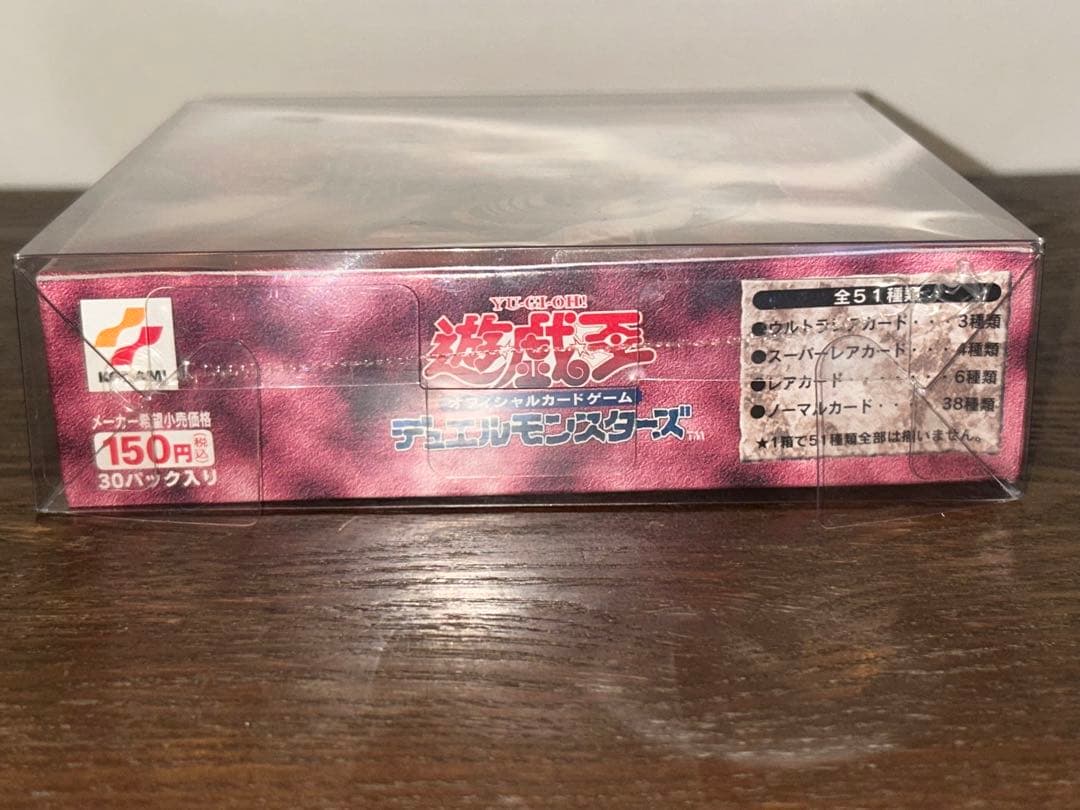 KONAMI
メーカー希望小売価格
150円(税込)
30パック入り
YU-GI-OH!
遊戯王
オフィシャルカードゲーム
デュエルモンスターズ™
全51種類
●ウルトラレアカード・・・3種類
●スーパーレアカード・・・・4種類
●レアカード・・・・・・・・6種類
●ノーマルカード・・・・38種類
★1箱で51種類全部は揃いません。